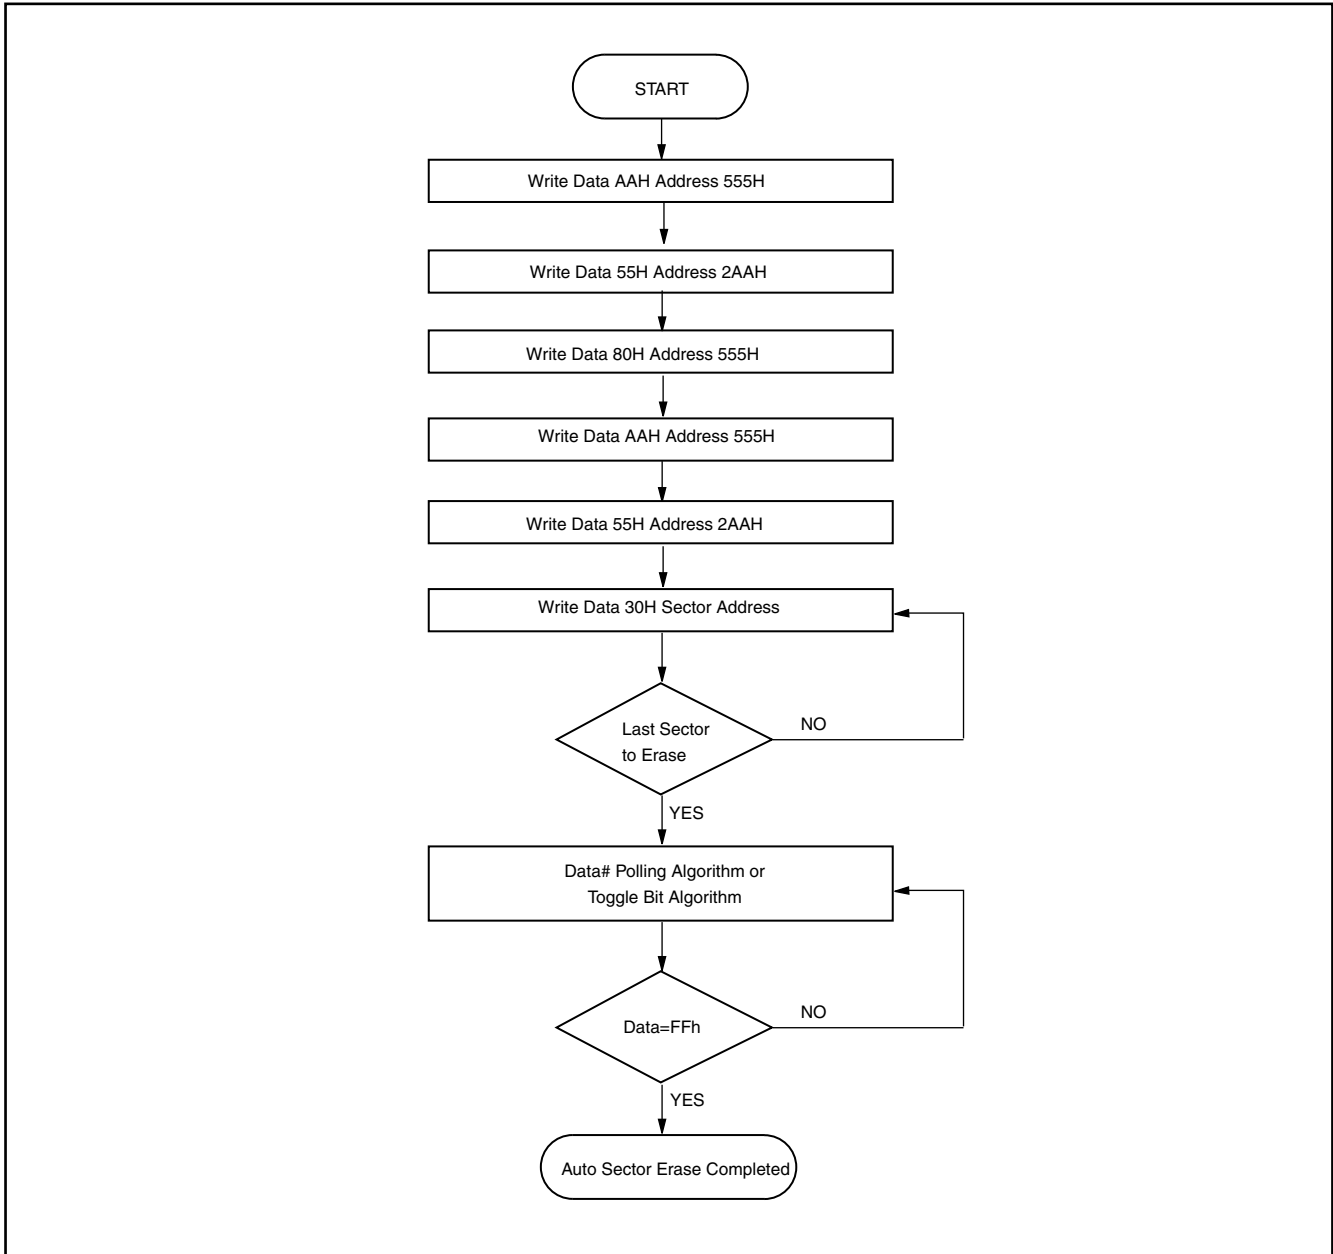 START
Write Data AAH Address 555H
Write Data 55H Address 2AAH
Write Data 80H Address 555H
Write Data AAH Address 555H
Write Data 55H Address 2AAH
Write Data 30H Sector Address
Last Sector
to Erase
NO
YES
Data# Polling Algorithm or
Toggle Bit Algorithm
Data=FFh
NO
YES
Auto Sector Erase Completed